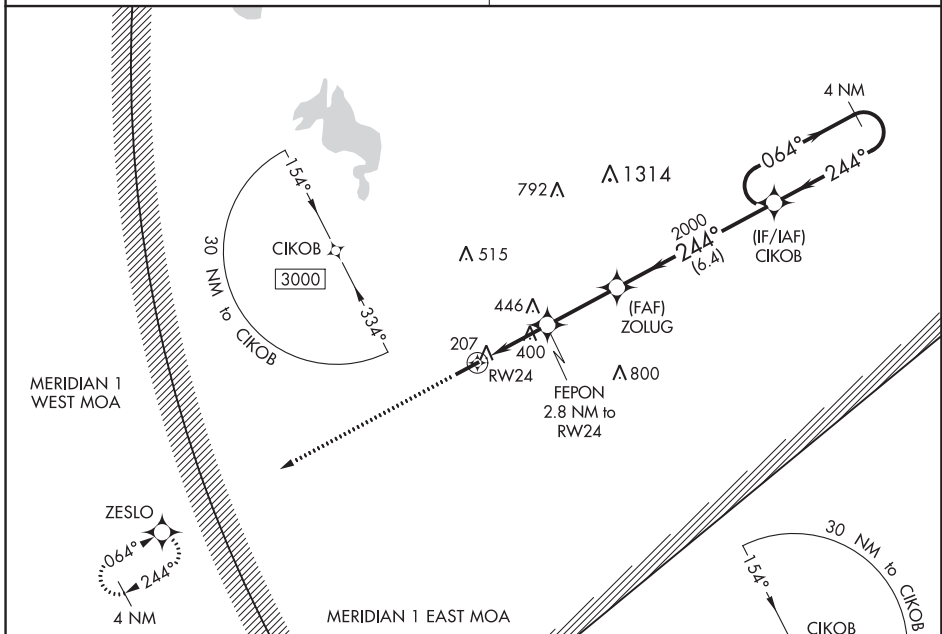 4 NM
064°
244°
792
1314
154°
2000
244°
(6.4)
(IF/IAF)
CIKOB
CIKOB
3000
515
30 NM to CIKOB
334°
446
(FAF)
ZOLUG
207
RW24
400
800
FEPON
2.8 NM to
RW24
MERIDIAN 1
WEST MOA
ZESLO
064°
244°
4 NM
MERIDIAN 1 EAST MOA
30 NM to CIKOB
154°
CIKOB